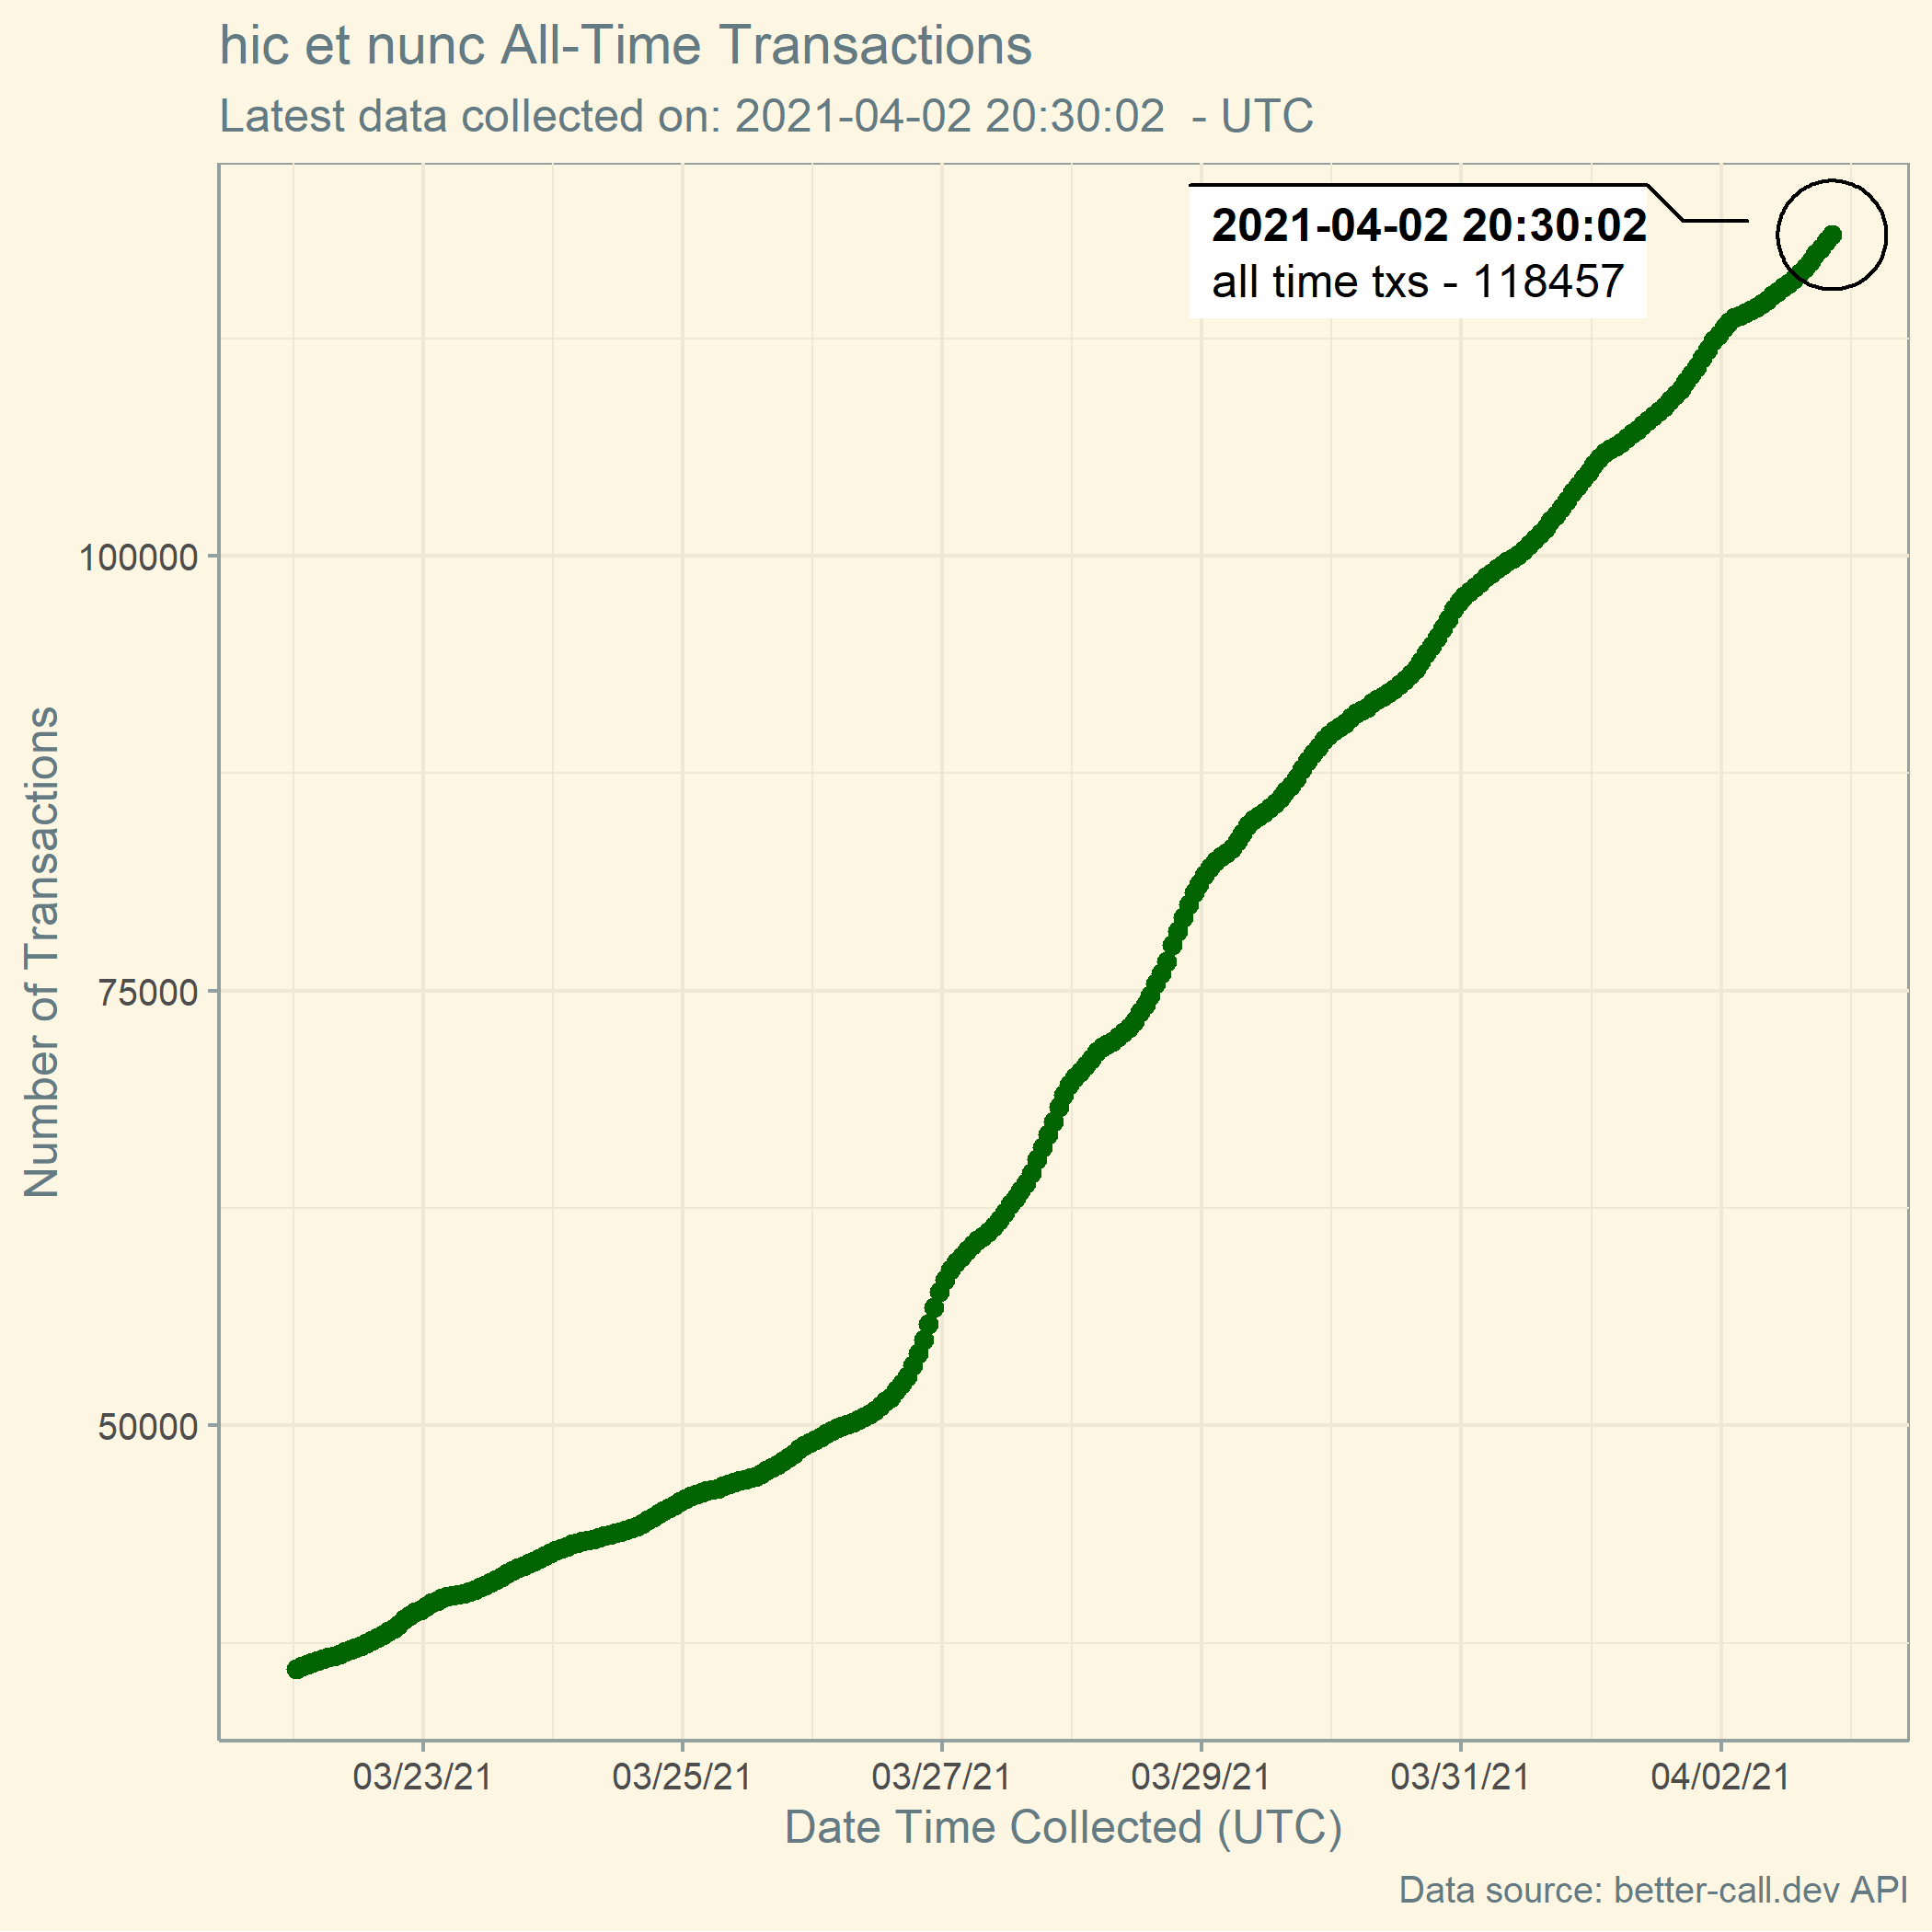 hic et nunc All-Time Transactions
Latest data collected on: 2021-04-02 20:30:02  - UTC
2021-04-02 20:30:02
all time txs - 118457
Number of Transactions
100000
75000
50000
03/23/21 03/25/21 03/27/21 03/29/21 03/31/21 04/02/21
Date Time Collected (UTC)
Data source: better-call.dev API